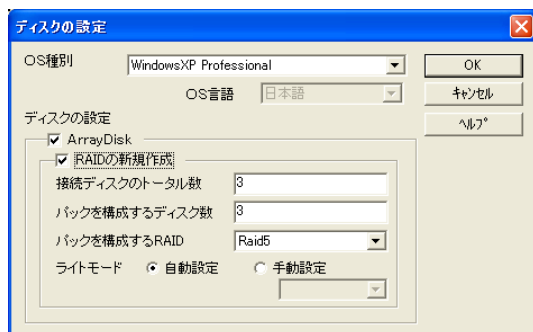 ディスクの設定
OS種別 WindowsXP Professional OK
OS言語 日本語 キャンセル
ディスクの設定 ヘルプ
ArrayDisk
RAIDの新規作成
接続ディスクのトータル数 3
パックを構成するディスク数 3
パックを構成するRAID Raid5
ライトモード 自動設定 手動設定